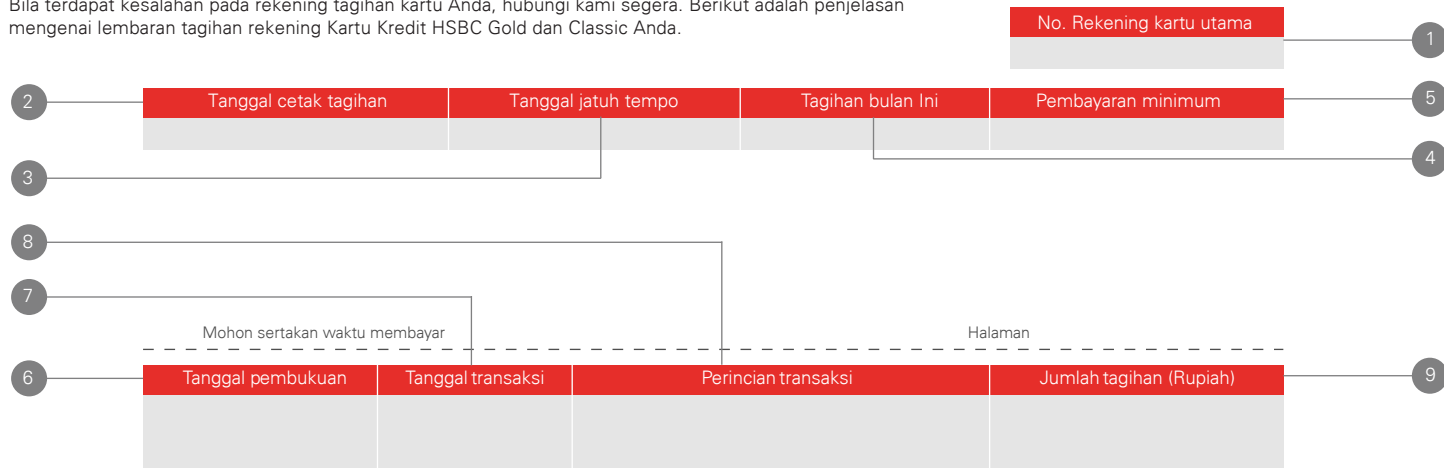 Bila terdapat kesalahan pada rekening tagihan kartu Anda, hubungi kami segera. Berikut adalah penjelasan
mengenai lembaran tagihan rekening Kartu Kredit HSBC Gold dan Classic Anda.
No. Rekening kartu utama
1
2
Tanggal cetak tagihan
Tanggal jatuh tempo
Tagihan bulan Ini
Pembayaran minimum
5
4
3
8
7
Mohon sertakan waktu membayar
Halaman
6
Tanggal pembukuan
Tanggal transaksi
Perincian transaksi
Jumlah tagihan (Rupiah)
9